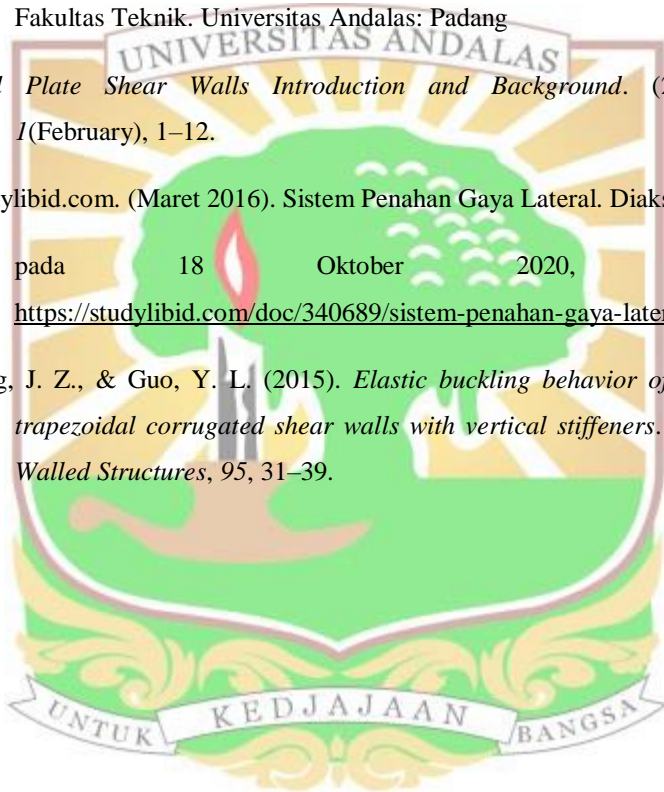 Fakultas Teknik. Universitas Andalas: Padang
UNIVERSITAS ANDALAS
Plate Shear Walls Introduction and Background. (
1(February), 1–12.
ylibid.com. (Maret 2016). Sistem Penahan Gaya Lateral. Diaks
pada 18 Oktober 2020,
https://studylibid.com/doc/340689/sistem-penahan-gaya-later
g, J. Z., & Guo, Y. L. (2015). Elastic buckling behavior of
trapezoidal corrugated shear walls with vertical stiffeners.
Walled Structures, 95, 31–39.
UNTUK KEDJAJAAN BANGSA